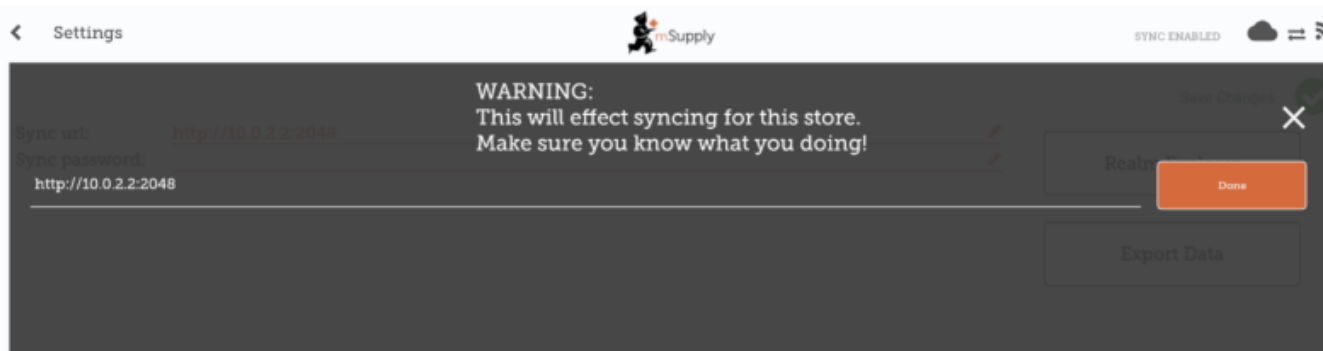 Settings
mSupply
SYNC ENABLED
WARNING:
This will effect syncing for this store.
Make sure you know what you doing!
Save Changes
Sync url: http://10.0.2.2:2048
Sync password:
http://10.0.2.2:2048
Done
Export Data